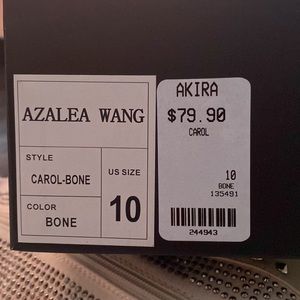 AZALEA WANG
STYLE
CAROL-BONE
COLOR
BONE
US SIZE
10
AKIRA
$79.90
CAROL
10
BONE
135491
244943